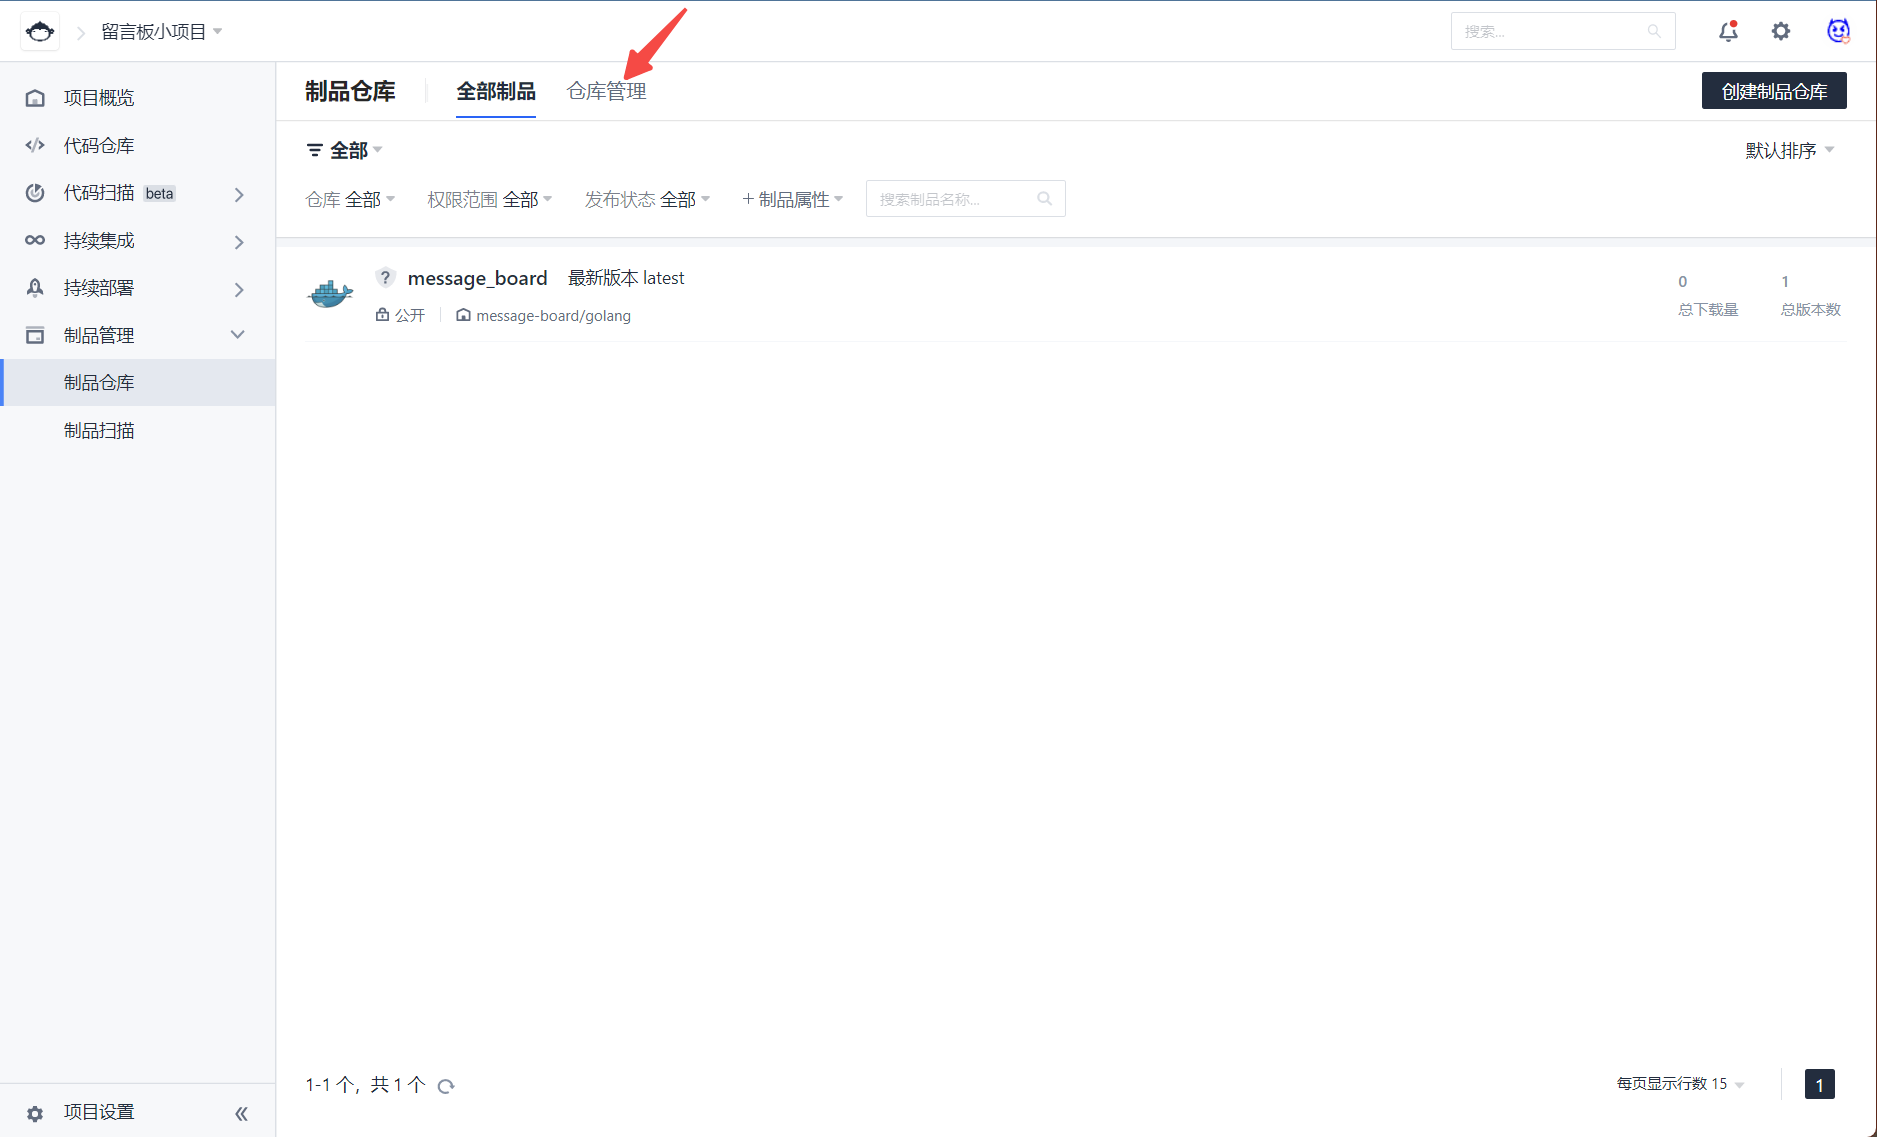 留言板小项目
搜索...
项目概览
代码仓库
代码扫描 beta
持续集成
持续部署
制品管理
制品仓库
制品扫描
项目设置
制品仓库 全部制品 仓库管理 创建制品仓库
全部 默认排序
仓库 全部 权限范围 全部 发布状态 全部 + 制品属性 搜索制品名称...
? message_board 最新版本 latest
公开 message-board/golang
0 1
总下载量 总版本数
1-1 个，共 1 个 每页显示行数 15 1